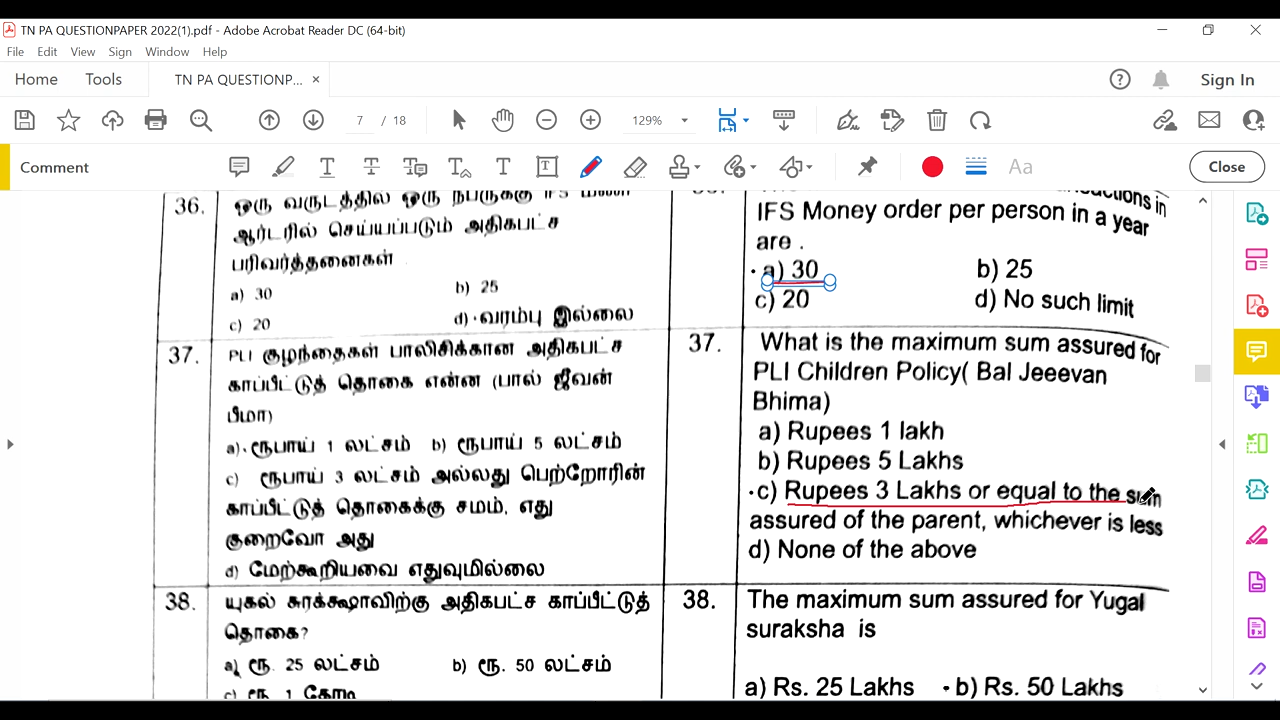 TN PA QUESTIONPAPER 2022(1).pdf - Adobe Acrobat Reader DC (64-bit)
File Edit View Sign Window Help
Home Tools TN PA QUESTIONP... × Sign In
7 / 18 129%
Comment Close
36. ஒரு வருடத்தில் ஒரு நபருக்கு IFS
ஆர்டரில் செய்யப்படும் அதிகபட்ச
பரிவர்த்தனைகள்
a) 30 b) 25
c) 20 d) வரம்பு இல்லை
in
IFS Money order per person in a year
are .
a) 30 b) 25
c) 20 d) No such limit
37. PLI குழந்தைகள் பாலிசிக்கான அதிகபட்ச
காப்பீட்டுத் தொகை என்ன (பால் ஜீவன்
பீமா)
a). ரூபாய் 1 லட்சம் b) ரூபாய் 5 லட்சம்
c) ரூபாய் 3 லட்சம் அல்லது பெற்றோரின்
காப்பீட்டுத் தொகைக்கு சமம், எது
குறைவோ அது
d) மேற்கூறியவை எதுவுமில்லை
37. What is the maximum sum assured for
PLI Children Policy( Bal Jeeevan
Bhima)
a) Rupees 1 lakh
b) Rupees 5 Lakhs
c) Rupees 3 Lakhs or equal to the sum
assured of the parent, whichever is less
d) None of the above
38. யுகல் சுரக்ஷாவிற்கு அதிகபட்ச காப்பீட்டுத்
தொகை?
a) ரூ. 25 லட்சம் b) ரூ. 50 லட்சம்
c) ரூ. 1 கோடி
38. The maximum sum assured for Yugal
suraksha is
a) Rs. 25 Lakhs b) Rs. 50 Lakhs